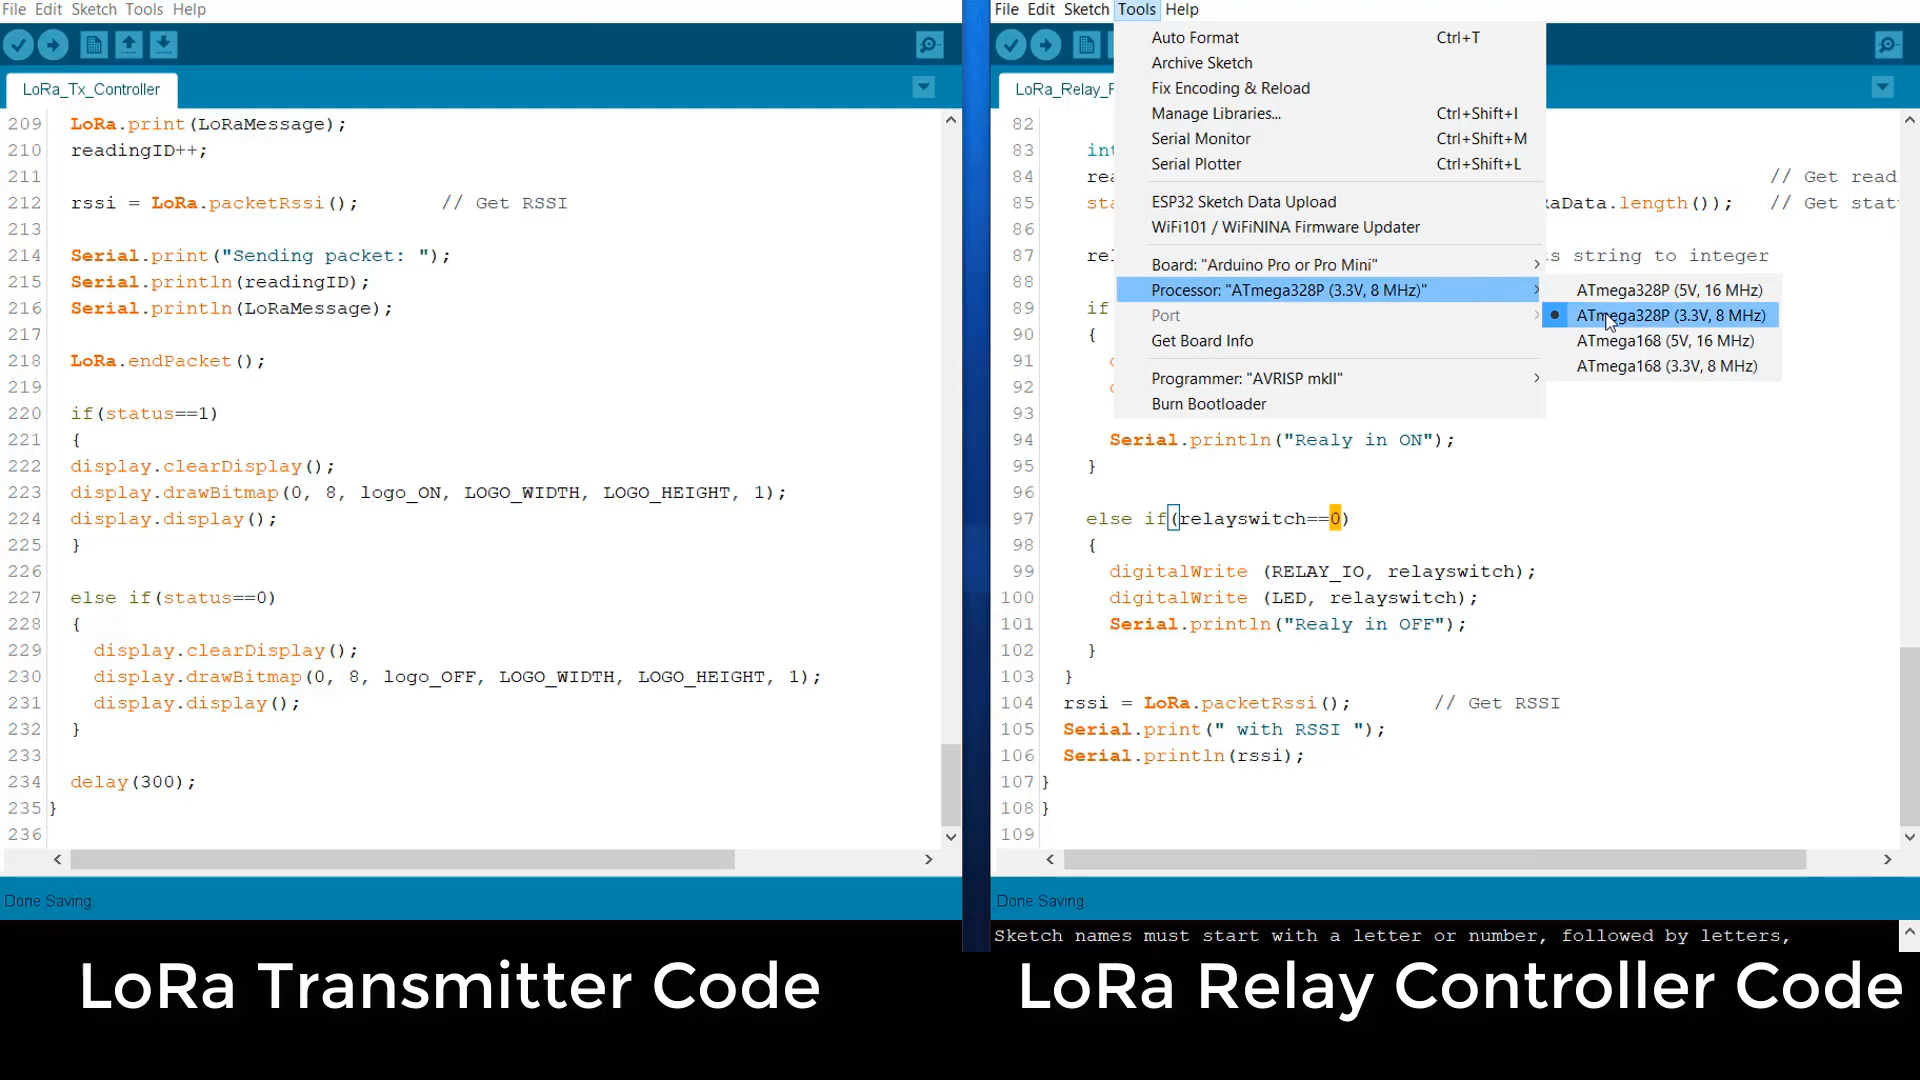 File Edit Sketch Tools Help
LoRa_Tx_Controller
209 LoRa.print(LoRaMessage);
210 readingID++;
211
212 rssi = LoRa.packetRssi(); // Get RSSI
213
214 Serial.print("Sending packet: ");
215 Serial.println(readingID);
216 Serial.println(LoRaMessage);
217
218 LoRa.endPacket();
219
220 if(status==1)
221 {
222 display.clearDisplay();
223 display.drawBitmap(0, 8, logo_ON, LOGO_WIDTH, LOGO_HEIGHT, 1);
224 display.display();
225 }
226
227 else if(status==0)
228 {
229 display.clearDisplay();
230 display.drawBitmap(0, 8, logo_OFF, LOGO_WIDTH, LOGO_HEIGHT, 1);
231 display.display();
232 }
233
234 delay(300);
235 }
236
Done Saving.
LoRa Transmitter Code
File Edit Sketch Tools Help
LoRa_Relay_
Auto Format Ctrl+T
Archive Sketch
Fix Encoding & Reload
Manage Libraries... Ctrl+Shift+I
Serial Monitor Ctrl+Shift+M
Serial Plotter Ctrl+Shift+L
ESP32 Sketch Data Upload
WiFi101 / WiFiNINA Firmware Updater
Board: "Arduino Pro or Pro Mini"
Processor: "ATmega328P (3.3V, 8 MHz)"
Port
Get Board Info
Programmer: "AVRISP mkII"
Burn Bootloader
ATmega328P (5V, 16 MHz)
ATmega328P (3.3V, 8 MHz)
ATmega168 (5V, 16 MHz)
ATmega168 (3.3V, 8 MHz)
82
83 int
84 rea // Get read
85 sta RaData.length()); // Get stat
86
87 rel s string to integer
88
89 if
90 {
91
92
93
94 Serial.println("Realy in ON");
95 }
96
97 else if(relayswitch==0)
98 {
99 digitalWrite (RELAY_IO, relayswitch);
100 digitalWrite (LED, relayswitch);
101 Serial.println("Realy in OFF");
102 }
103 }
104 rssi = LoRa.packetRssi(); // Get RSSI
105 Serial.print(" with RSSI ");
106 Serial.println(rssi);
107 }
108 }
109
Done Saving.
Sketch names must start with a letter or number, followed by letters,
LoRa Relay Controller Code